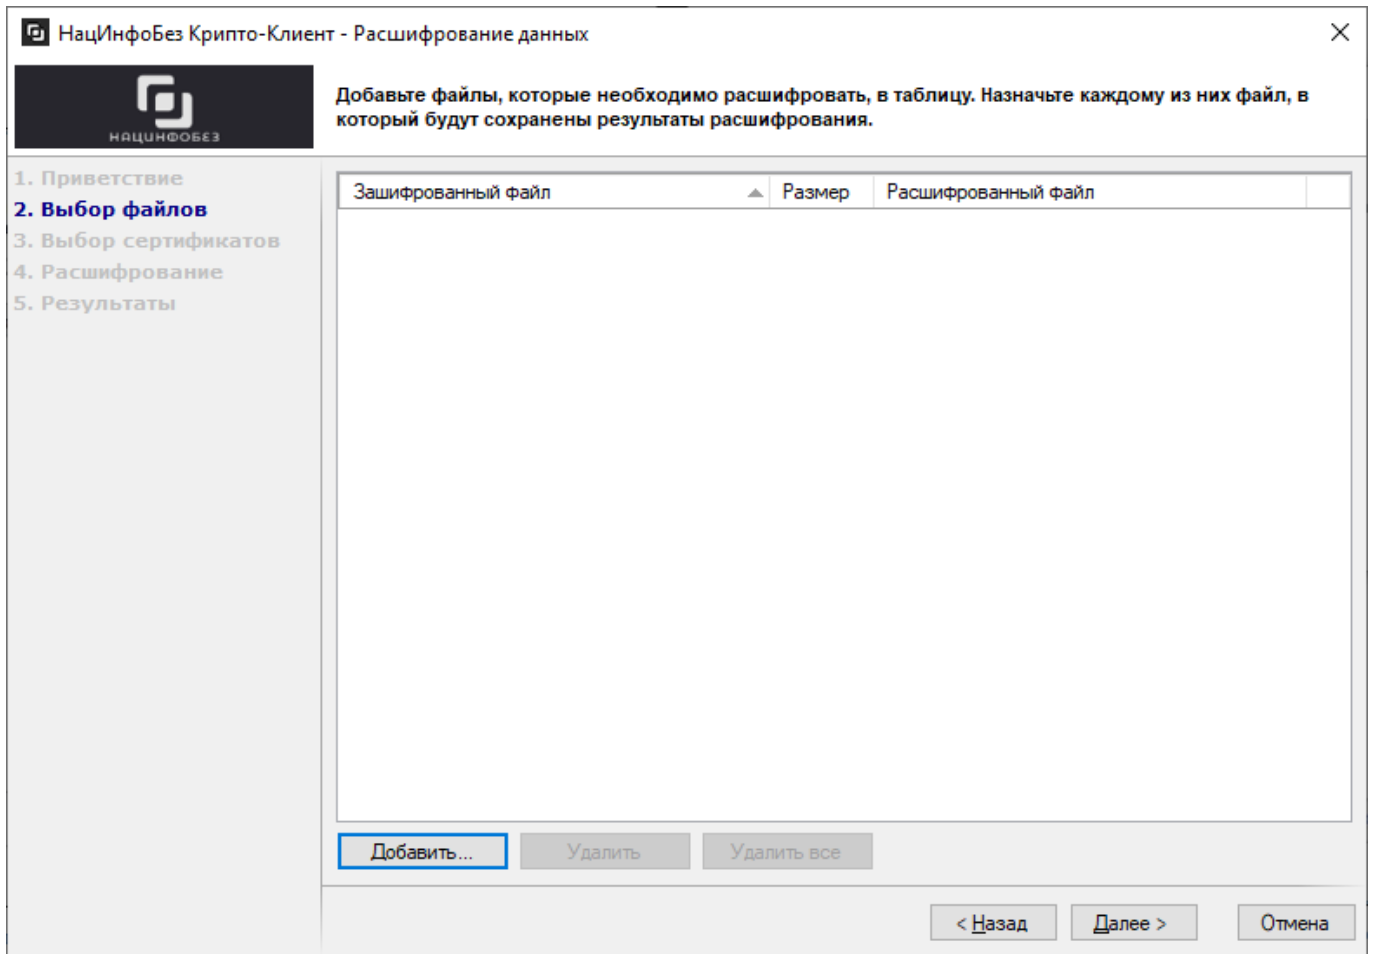 НацИнфоБез Крипто-Клиент - Расшифрование данных
НАЦИНФОБЕЗ
Добавьте файлы, которые необходимо расшифровать, в таблицу. Назначьте каждому из них файл, в
который будут сохранены результаты расшифрования.
1. Приветствие
2. Выбор файлов
3. Выбор сертификатов
4. Расшифрование
5. Результаты
Зашифрованный файл Размер Расшифрованный файл
Добавить... Удалить Удалить все
< Назад Далее > Отмена